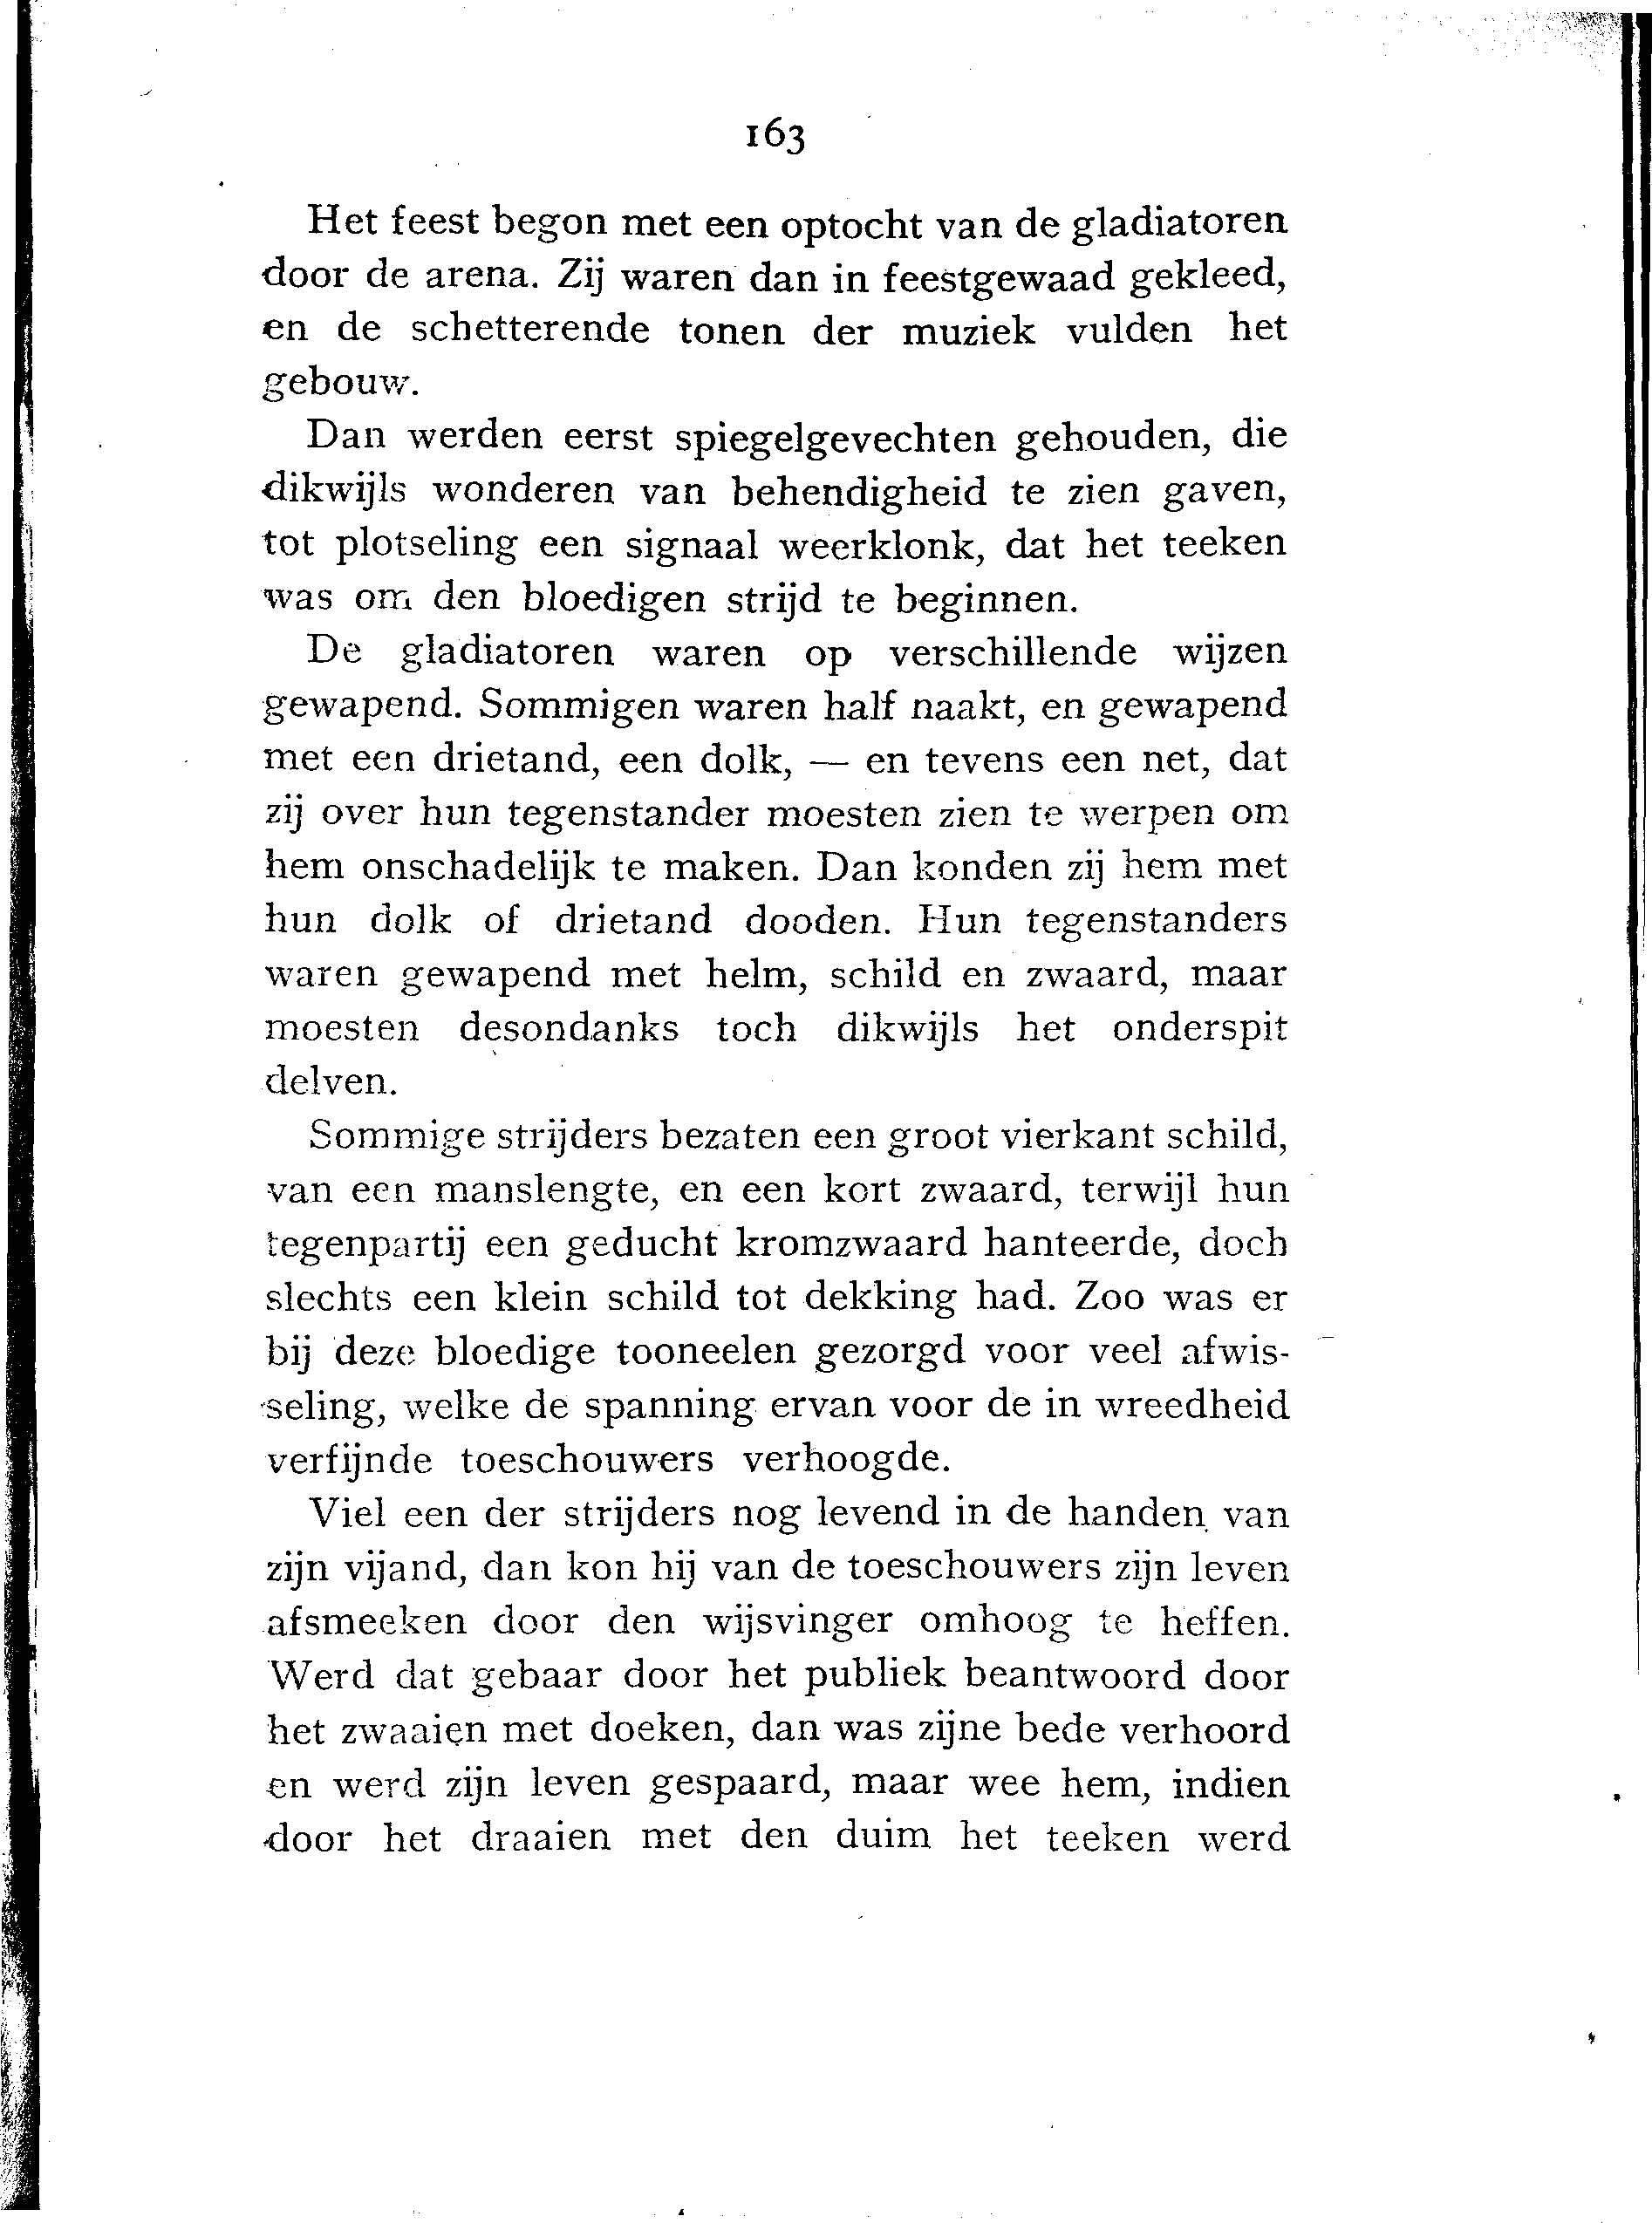 163
Het feest begon met een optocht van de gladiatoren
door de arena. Zij waren dan in feestgewaad gekleed,
en de schetterende tonen der muziek vulden het
gebouw.
Dan werden eerst spiegelgevechten gehouden, die
dikwijls wonderen van behendigheid te zien gaven,
tot plotseling een signaal weerklonk, dat het teeken
was om den bloedigen strijd te beginnen.
De gladiatoren waren op verschillende wijzen
gewapend. Sommigen waren half naakt, en gewapend
met een drietand, een dolk, — en tevens een net, dat
zij over hun tegenstander moesten zien te werpen om
hem onschadelijk te maken. Dan konden zij hem met
hun dolk of drietand dooden. Hun tegenstanders
waren gewapend met helm, schild en zwaard, maar
moesten desondanks toch dikwijls het onderspit
delven.
Sommige strijders bezaten een groot vierkant schild,
van een manslengte, en een kort zwaard, terwijl hun
tegenpartij een geducht kromzwaard hanteerde, doch
slechts een klein schild tot dekking had. Zoo was er
bij deze bloedige tooneelen gezorgd voor veel afwis-
seling, welke de spanning ervan voor de in wreedheid
verfijnde toeschouwers verhoogde.
Viel een der strijders nog levend in de handen van
zijn vijand, dan kon hij van de toeschouwers zijn leven
afsmeeken door den wijsvinger omhoog te heffen.
Werd dat gebaar door het publiek beantwoord door
het zwaaien met doeken, dan was zijne bede verhoord
en werd zijn leven gespaard, maar wee hem, indien
door het draaien met den duim het teeken werd